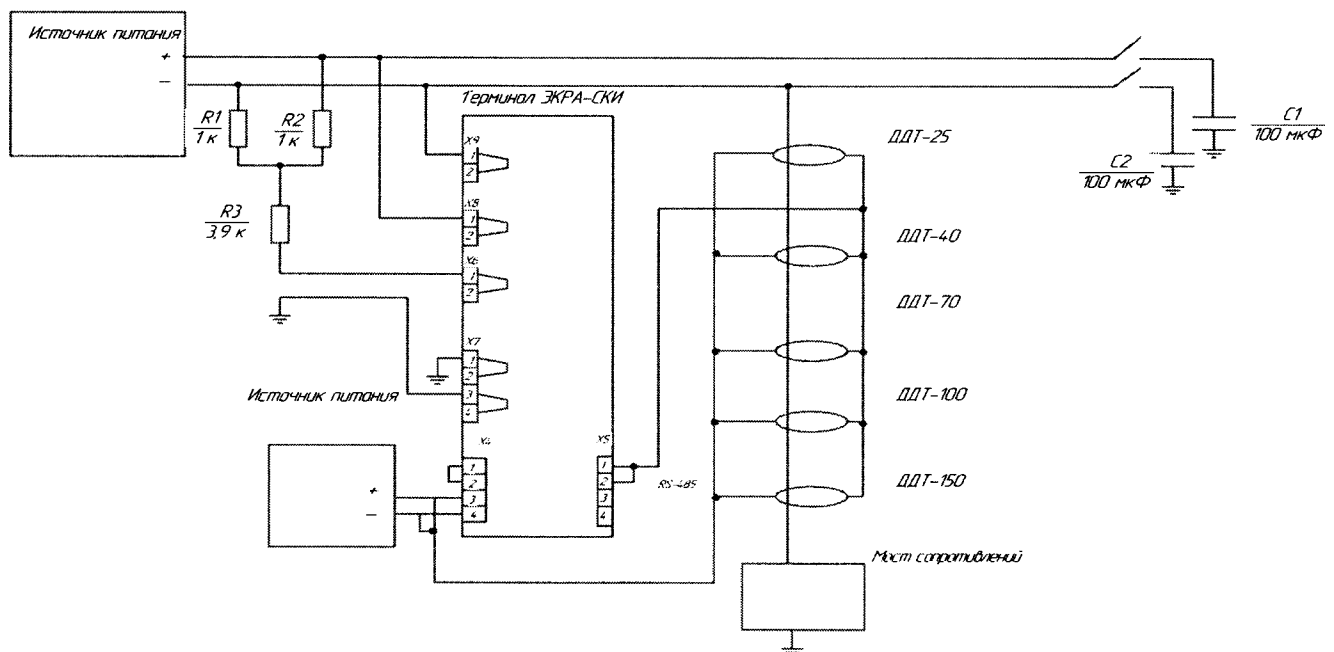 Источник питания
+
−
R1
1 к
R2
1 к
R3
3,9 к
Терминал ЭКРА-СКИ
X9
1
2
X8
1
2
X6
1
2
X7
1
2
3
4
X4
1
2
3
4
X5
1
2
3
4
RS-485
Источник питания
+
−
ДДТ-25
ДДТ-40
ДДТ-70
ДДТ-100
ДДТ-150
C1
100 мкФ
C2
100 мкФ
Мост сопротивлений